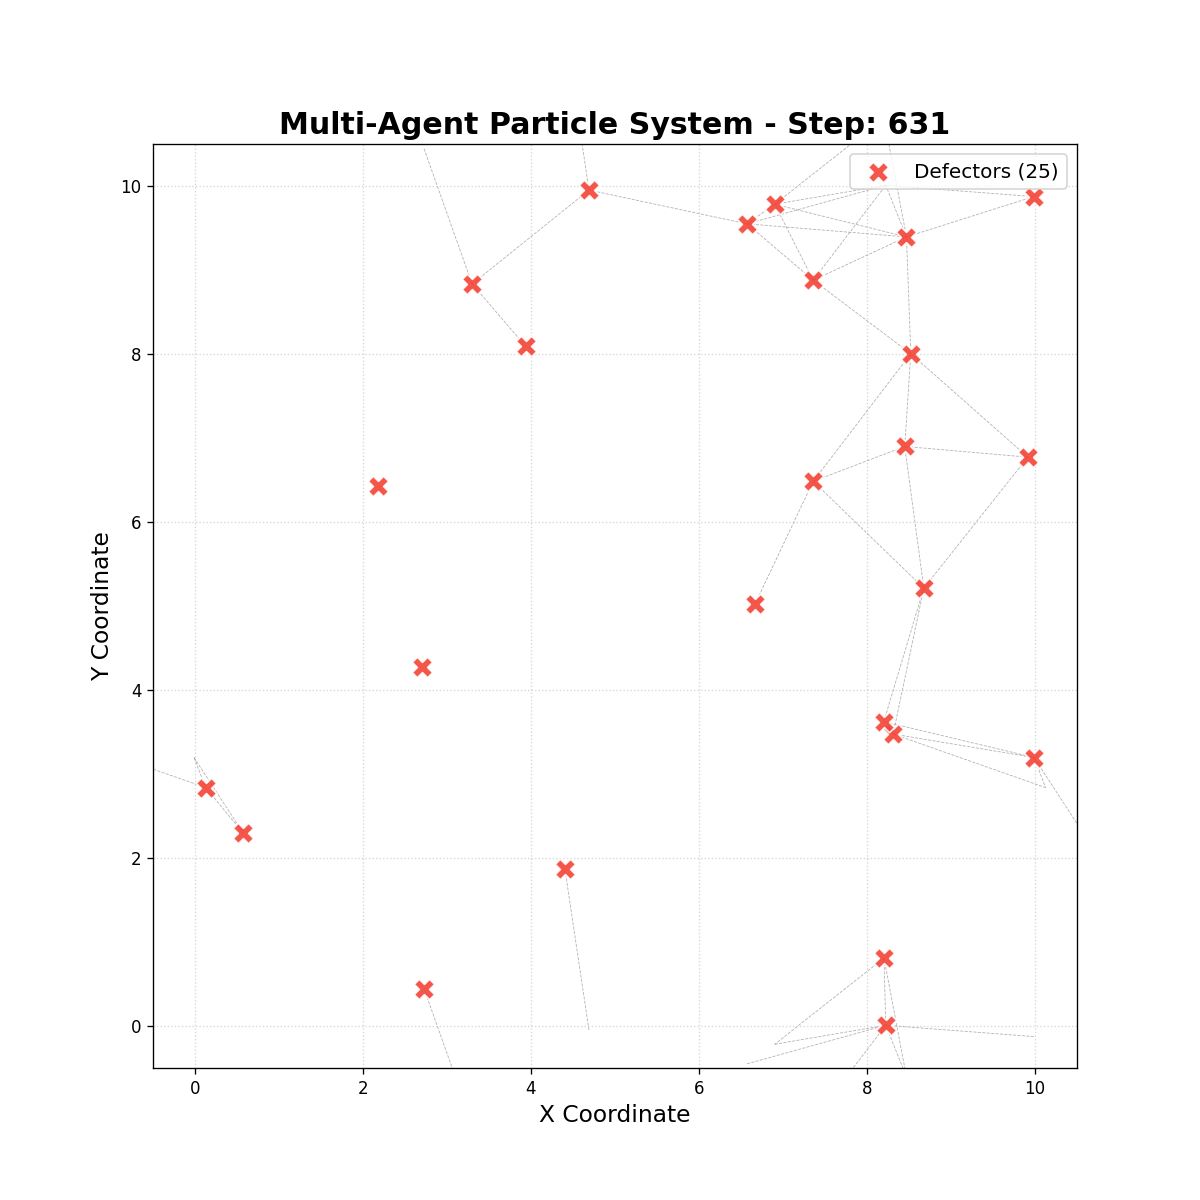 Multi-Agent Particle System - Step: 631
Defectors (25)
10
8
6
4
2
0
Y Coordinate
0 2 4 6 8 10
X Coordinate